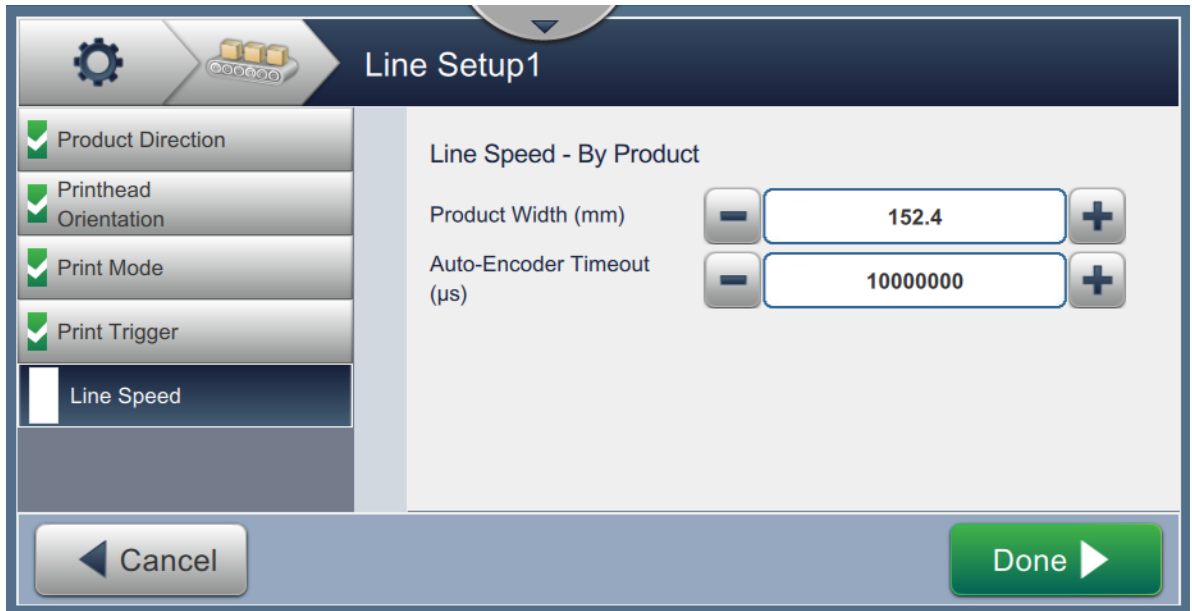 Line Setup1
Product Direction
Printhead
Orientation
Print Mode
Print Trigger
Line Speed
Line Speed - By Product
Product Width (mm)
152.4
Auto-Encoder Timeout
(µs)
10000000
Cancel
Done